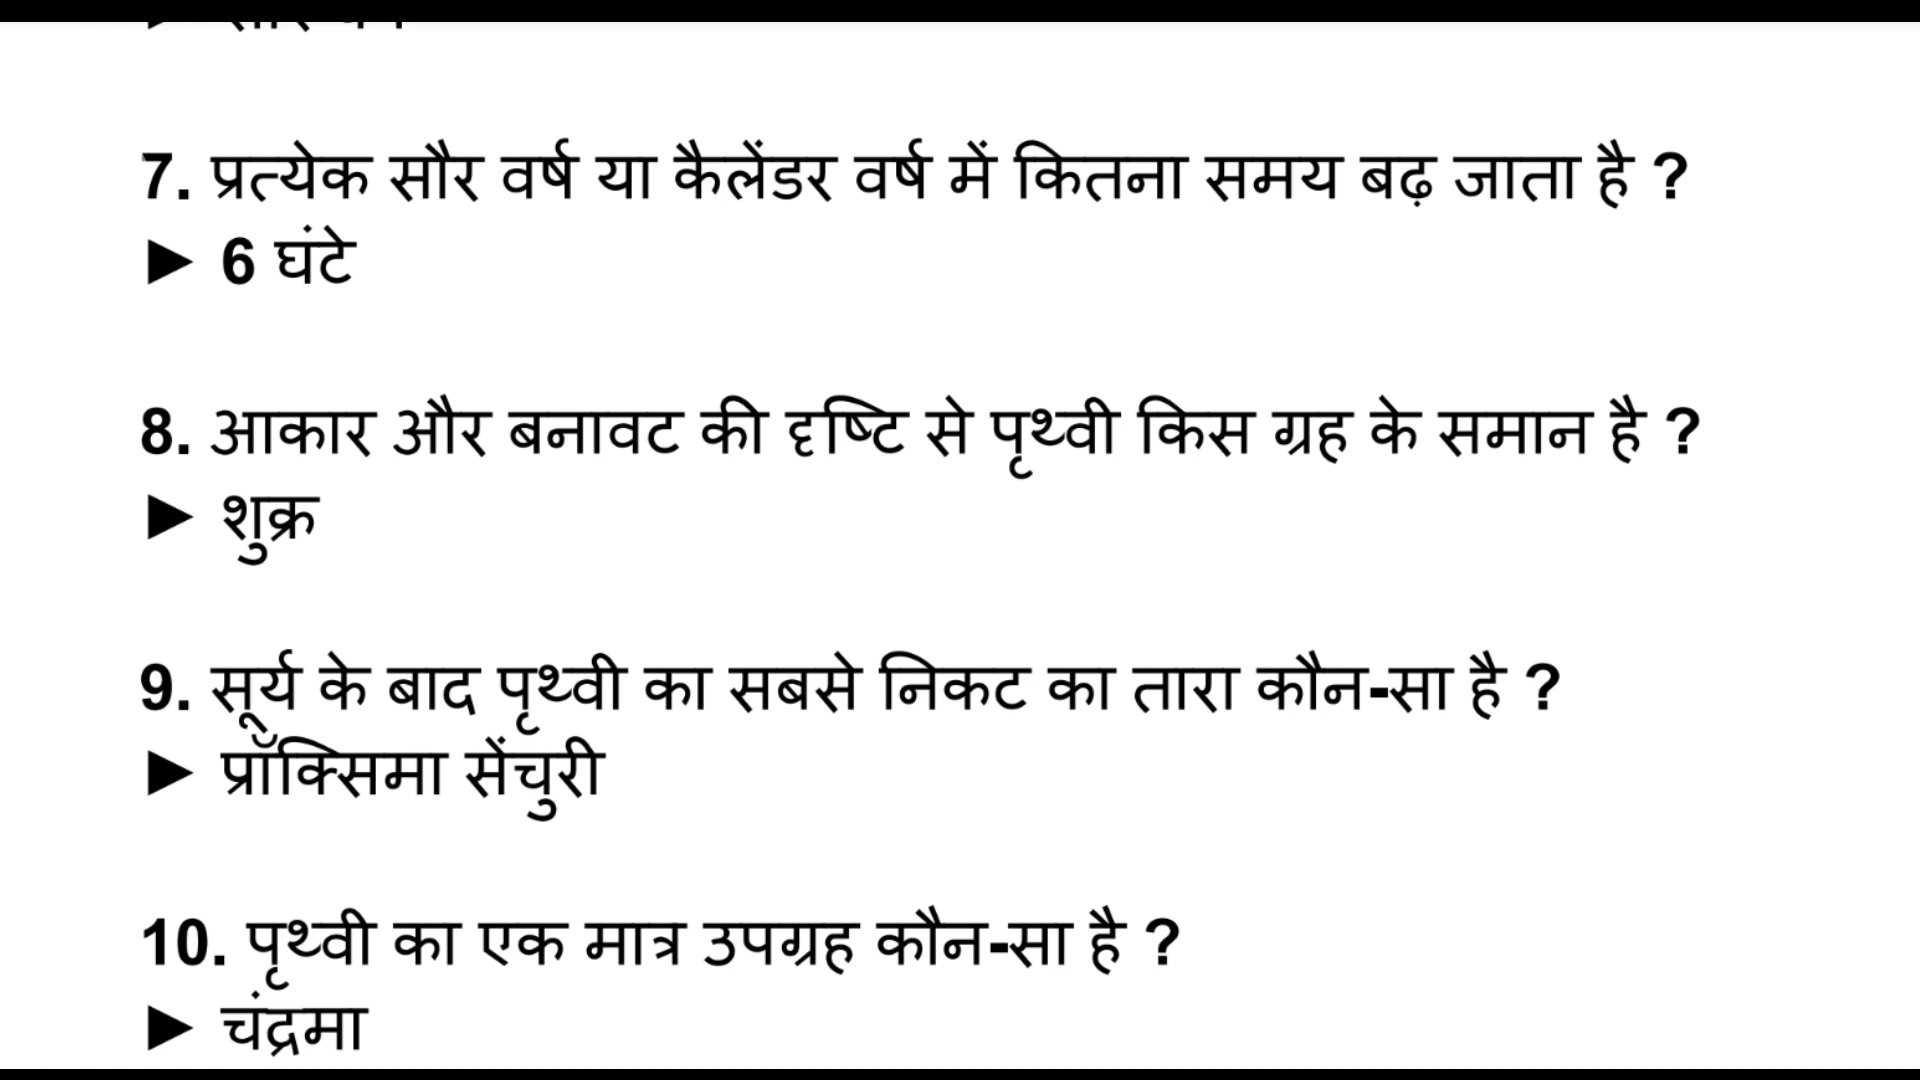 7. प्रत्येक सौर वर्ष या कैलेंडर वर्ष में कितना समय बढ़ जाता है ?
► 6 घंटे
8. आकार और बनावट की दृष्टि से पृथ्वी किस ग्रह के समान है ?
► शुक्र
9. सूर्य के बाद पृथ्वी का सबसे निकट का तारा कौन-सा है ?
► प्रॉक्सिमा सेंचुरी
10. पृथ्वी का एक मात्र उपग्रह कौन-सा है ?
► चंद्रमा